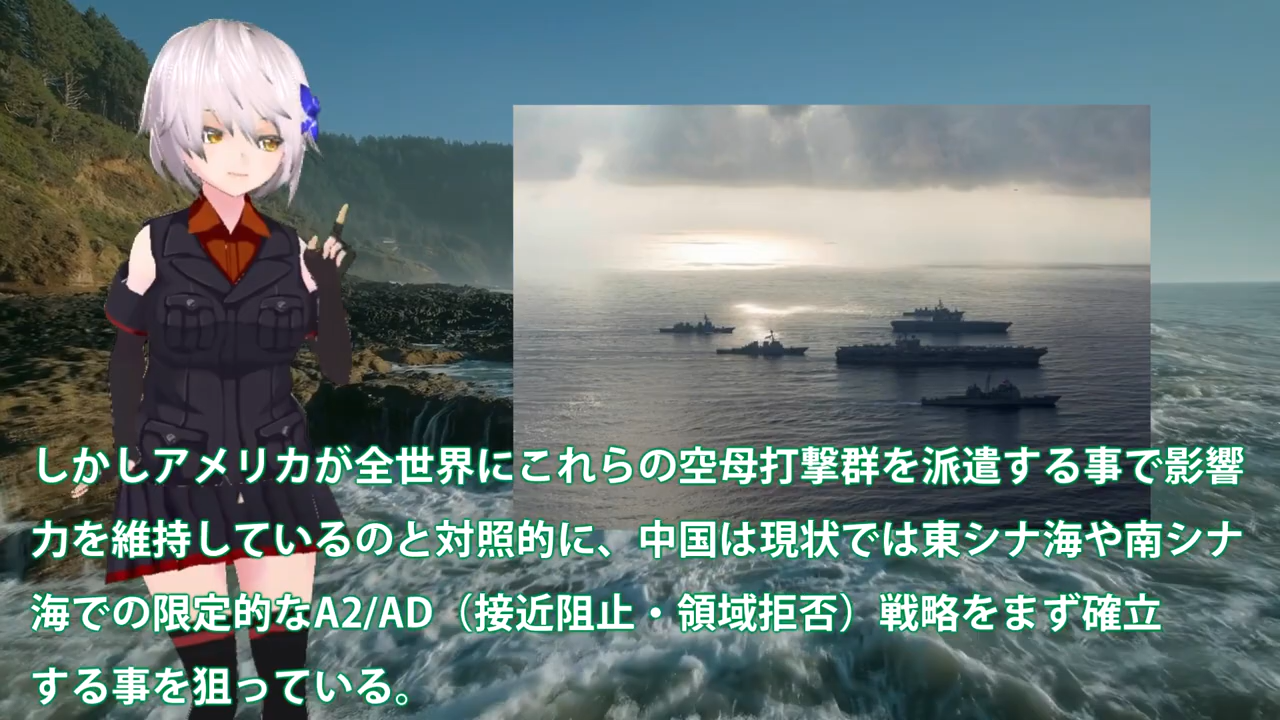 しかしアメリカが全世界にこれらの空母打撃群を派遣する事で影響
力を維持しているのと対照的に、中国は現状では東シナ海や南シナ
海での限定的なA2/AD（接近阻止・領域拒否）戦略をまず確立
する事を狙っている。